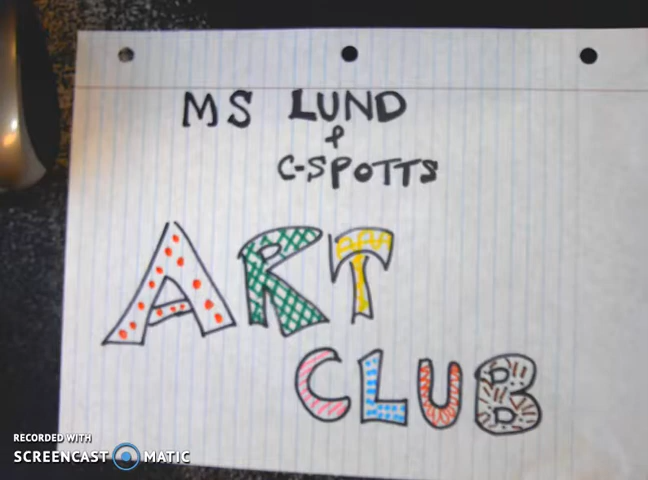 MS LUND
&
C-SPOTTS
ART
CLUB
RECORDED WITH
SCREENCAST MATIC